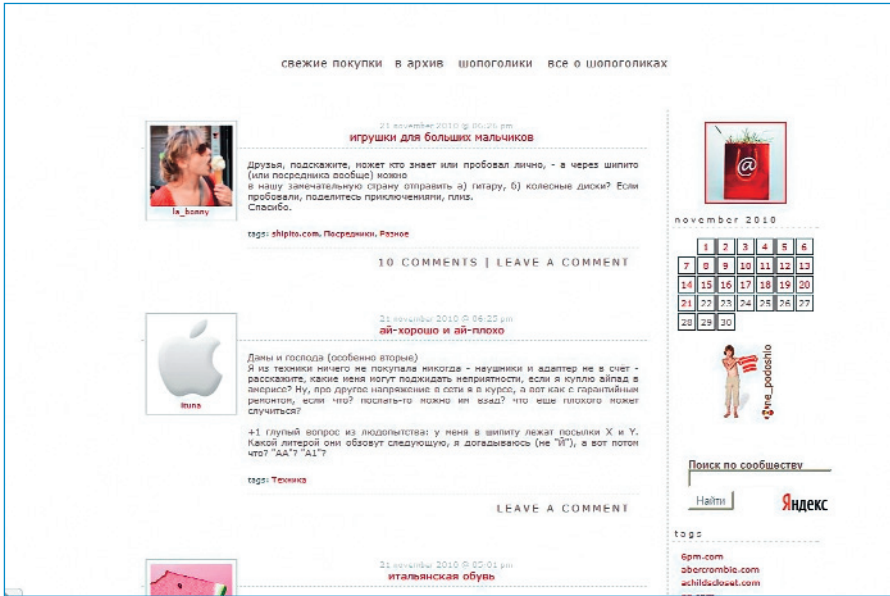 свежие покупки в архив шопоголики все о шопоголиках
21 november 2010 @ 06:26 pm
игрушки для больших мальчиков
Друзья, подскажите, может кто знает или пробовал лично, - а через шипито
(или посредника вообще) можно
в нашу замечательную страну отправить а) гитару, б) колесные диски? Если
пробовали, поделитесь приключениями, плиз.
Спасибо.
la_bonny
tags: shipito.com, Посредники, Разное
10 COMMENTS | LEAVE A COMMENT
21 november 2010 @ 06:25 pm
ай-хорошо и ай-плохо
Дамы и господа (особенно вторые)
Я из техники ничего не покупала никогда - наушники и адаптер не в счёт -
расскажите, какие меня могут поджидать неприятности, если я куплю айпад в
америсе? Ну, про другое напряжение в сети я в курсе, а вот как с гарантийным
ремонтом, если что? послать-то можно им взад? что еще плохого может
случиться?
iruna
+1 глупый вопрос из любопытства: у меня в шипиту лежат посылки X и Y.
Какой литерой они обзовут следующую, я догадываюсь (не "Й"), а вот потом
что? "АА"? "А1"?
tags: Техника
LEAVE A COMMENT
21 november 2010 @ 05:01 pm
итальянская обувь
@
november 2010
1 2 3 4 5 6
7 8 9 10 11 12 13
14 15 16 17 18 19 20
21 22 23 24 25 26 27
28 29 30
ne_podoshlo
Поиск по сообществу
Найти Яндекс
tags
6pm.com
abercrombie.com
achildscloset.com